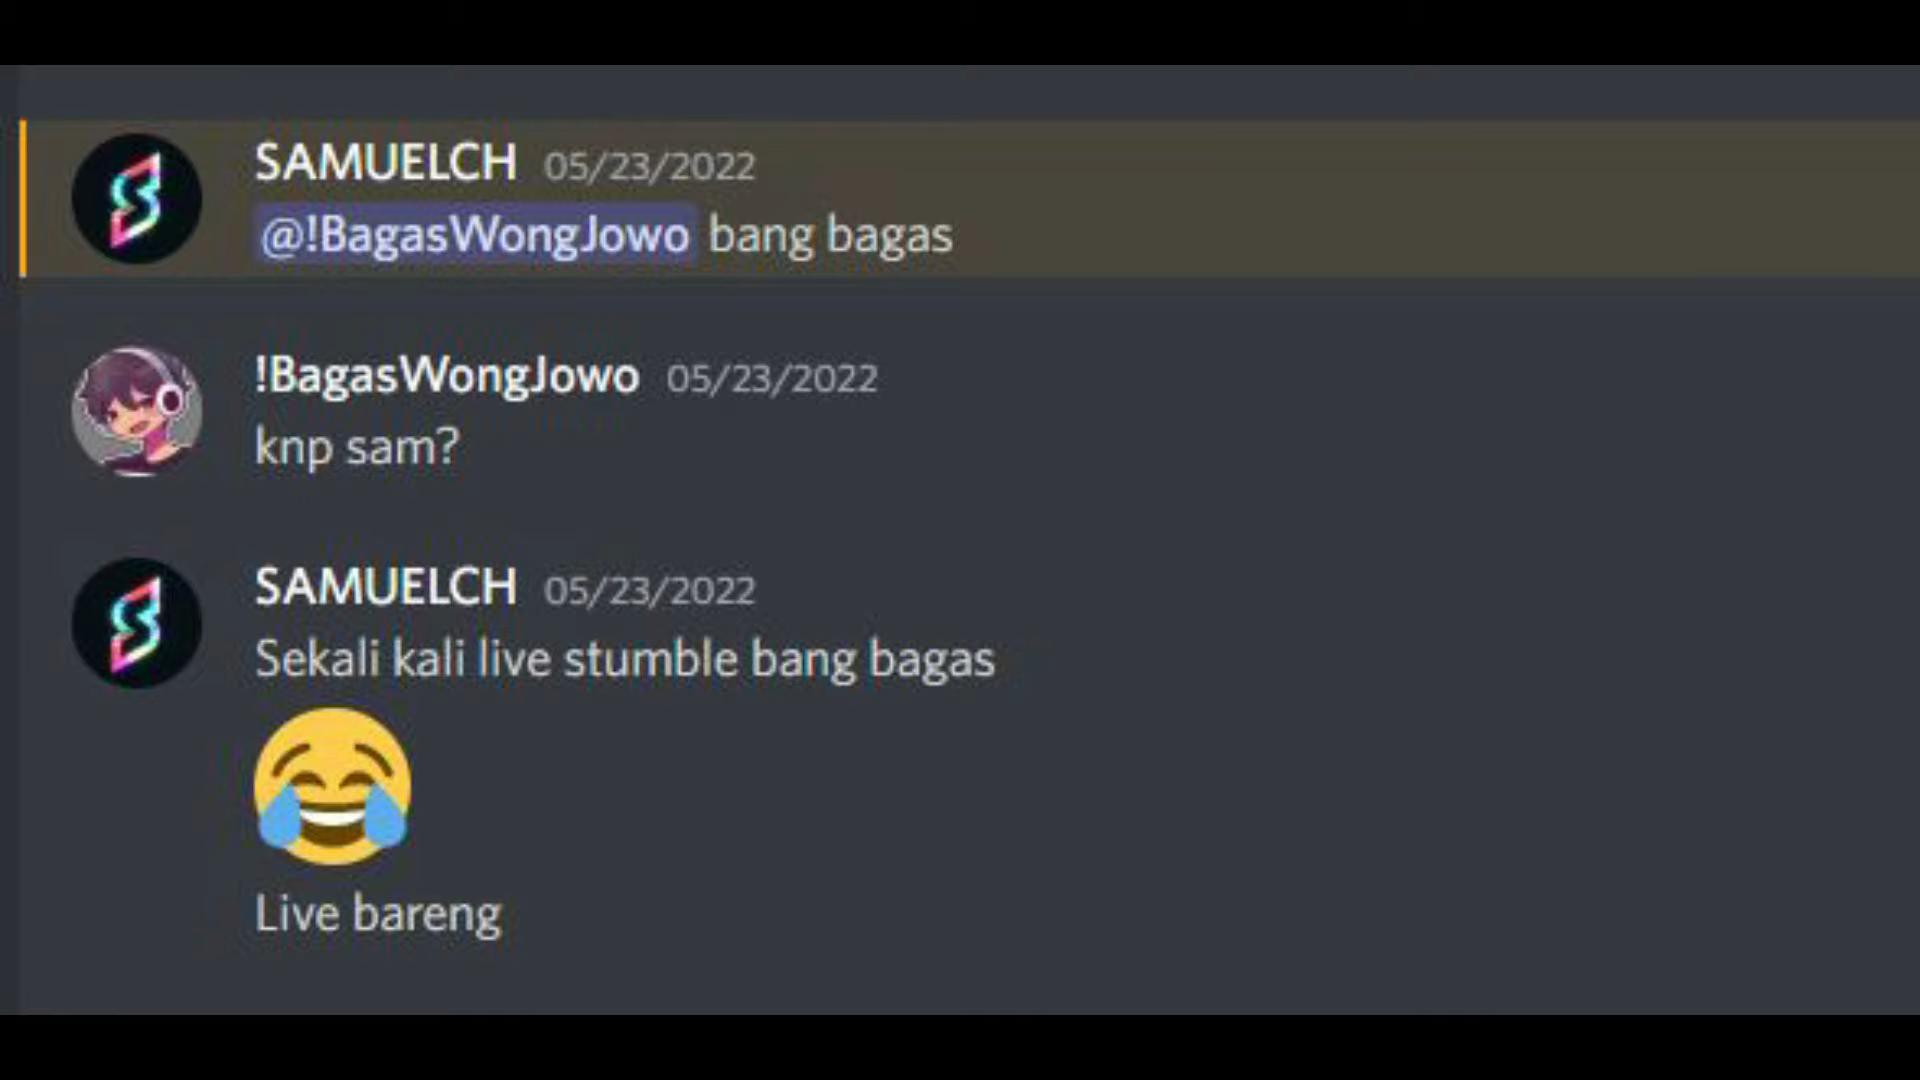 SAMUELCH 05/23/2022
@!BagasWongJowo bang bagas
!BagasWongJowo 05/23/2022
knp sam?
SAMUELCH 05/23/2022
Sekali kali live stumble bang bagas
😂
Live bareng